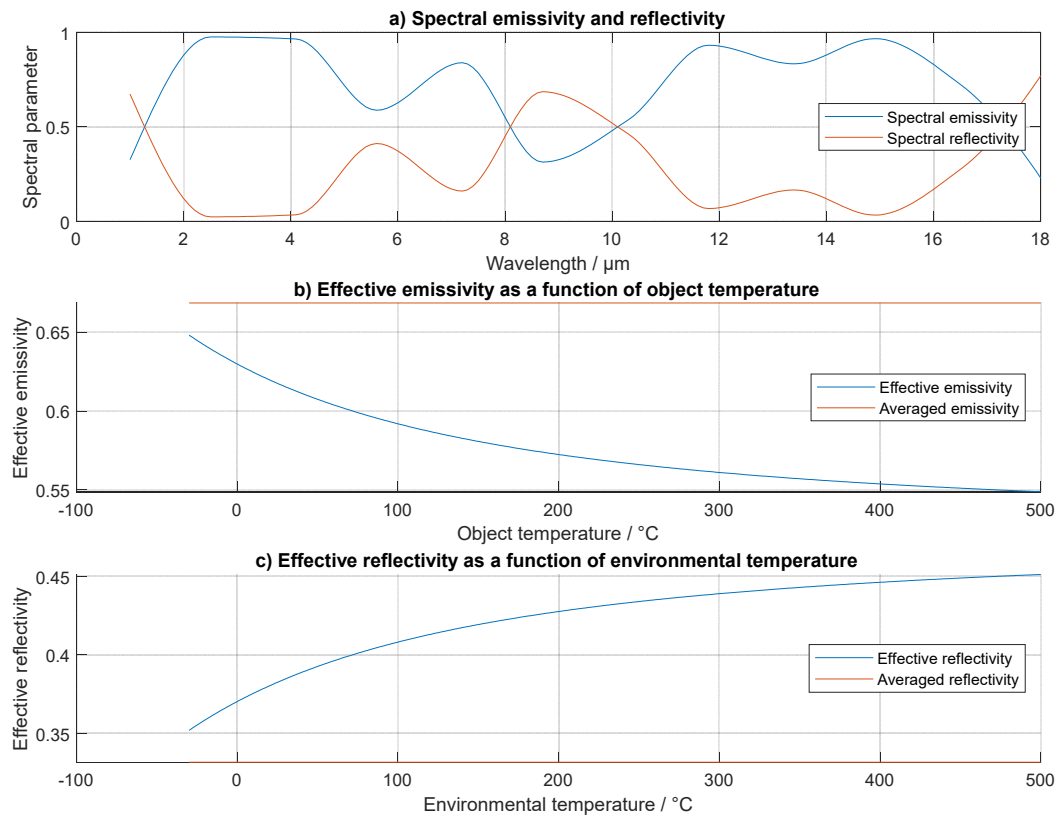 a) Spectral emissivity and reflectivity
1
0.5
0
Spectral parameter
Spectral emissivity
Spectral reflectivity
0 2 4 6 8 10 12 14 16 18
Wavelength / µm
b) Effective emissivity as a function of object temperature
0.65
0.6
0.55
Effective emissivity
Effective emissivity
Averaged emissivity
-100 0 100 200 300 400 500
Object temperature / °C
c) Effective reflectivity as a function of environmental temperature
0.45
0.4
0.35
Effective reflectivity
Effective reflectivity
Averaged reflectivity
-100 0 100 200 300 400 500
Environmental temperature / °C